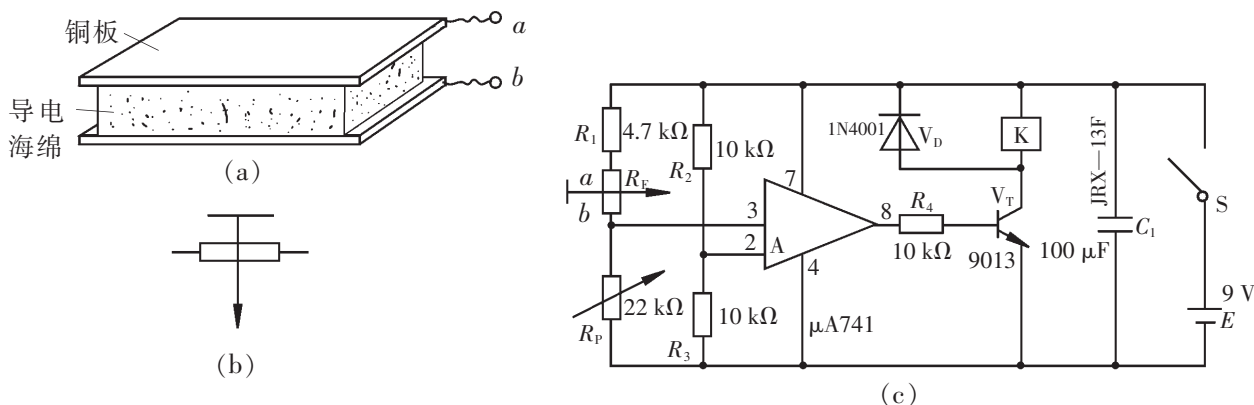 铜板
a
b
导电
海绵
(a)
(b)
R1
4.7 kΩ
a
RF
b
RP
22 kΩ
10 kΩ
R2
10 kΩ
R3
7
3
2
A
4
8
μA741
R4
10 kΩ
1N4001
VD
K
VT
9013
100 μF
JRX—13F
C1
S
9 V
E
(c)